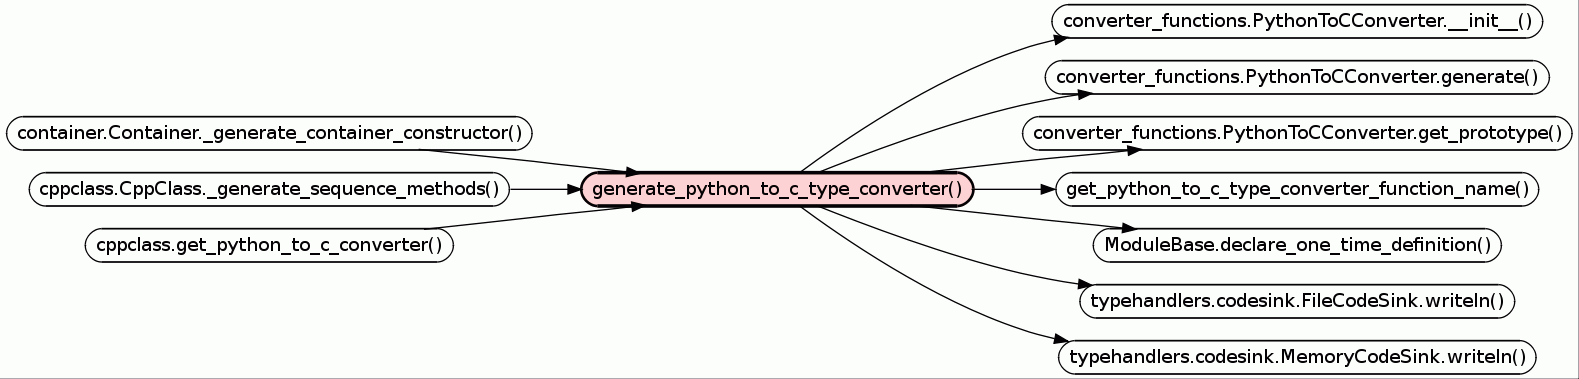 container.Container._generate_container_constructor()
cppclass.CppClass._generate_sequence_methods()
cppclass.get_python_to_c_converter()
generate_python_to_c_type_converter()
converter_functions.PythonToCConverter.__init__()
converter_functions.PythonToCConverter.generate()
converter_functions.PythonToCConverter.get_prototype()
get_python_to_c_type_converter_function_name()
ModuleBase.declare_one_time_definition()
typehandlers.codesink.FileCodeSink.writeln()
typehandlers.codesink.MemoryCodeSink.writeln()